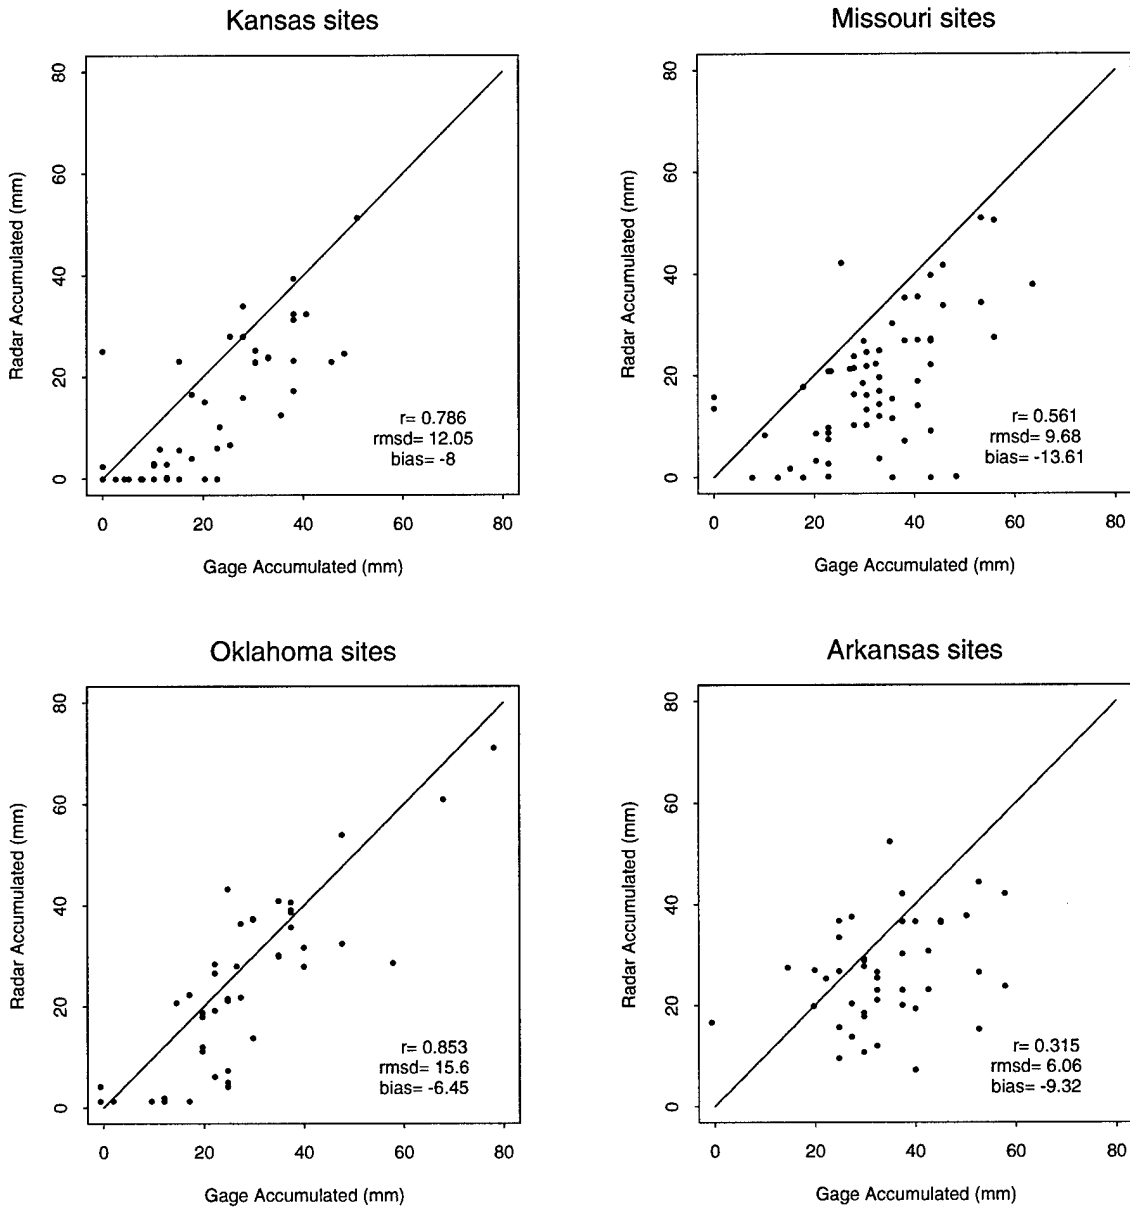 Kansas sites
80
60
40
20
0
Radar Accumulated (mm)
r= 0.786
rmsd= 12.05
bias= -8
0 20 40 60 80
Gage Accumulated (mm)
Missouri sites
80
60
40
20
0
Radar Accumulated (mm)
r= 0.561
rmsd= 9.68
bias= -13.61
0 20 40 60 80
Gage Accumulated (mm)
Oklahoma sites
80
60
40
20
0
Radar Accumulated (mm)
r= 0.853
rmsd= 15.6
bias= -6.45
0 20 40 60 80
Gage Accumulated (mm)
Arkansas sites
80
60
40
20
0
Radar Accumulated (mm)
r= 0.315
rmsd= 6.06
bias= -9.32
0 20 40 60 80
Gage Accumulated (mm)